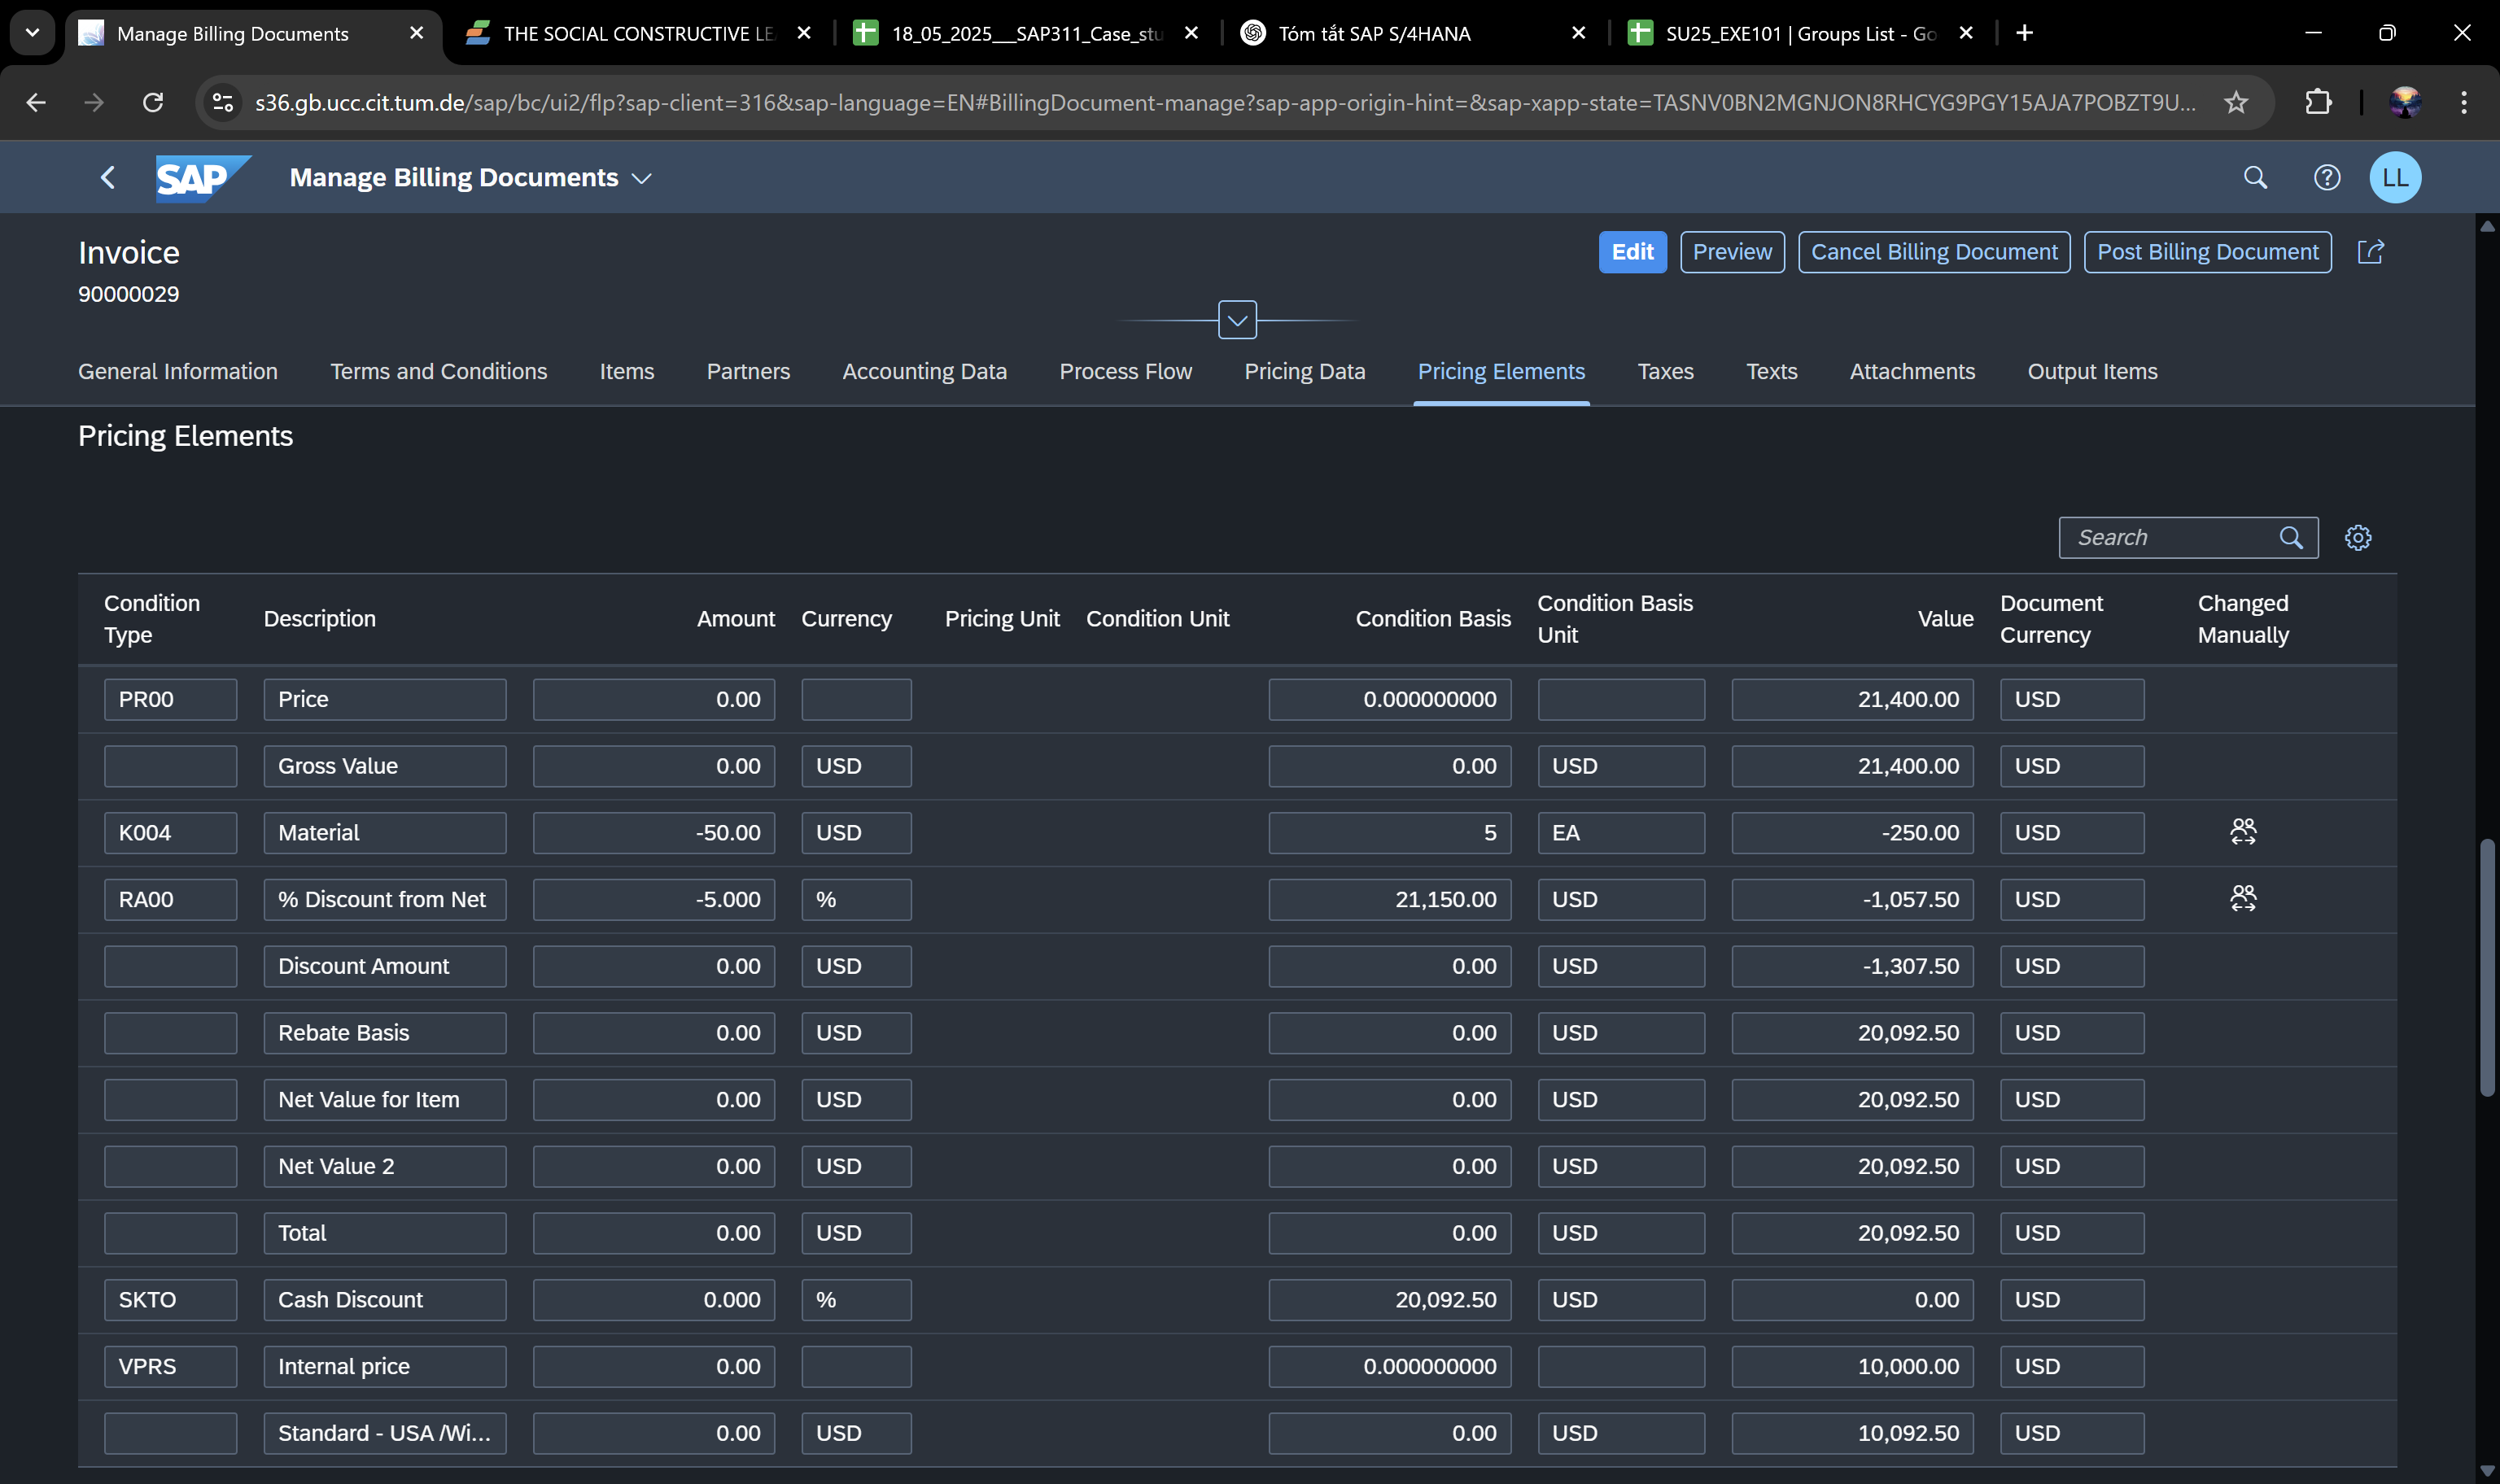 Manage Billing Documents
THE SOCIAL CONSTRUCTIVE LE
18_05_2025___SAP311_Case_stu
Tóm tắt SAP S/4HANA
SU25_EXE101 | Groups List - Go
s36.gb.ucc.cit.tum.de/sap/bc/ui2/flp?sap-client=316&sap-language=EN#BillingDocument-manage?sap-app-origin-hint=&sap-xapp-state=TASNV0BN2MGNJON8RHCYG9PGY15AJA7POBZT9U...
SAP Manage Billing Documents LL
Invoice
Edit Preview Cancel Billing Document Post Billing Document
90000029
General Information Terms and Conditions Items Partners Accounting Data Process Flow Pricing Data Pricing Elements Taxes Texts Attachments Output Items
Pricing Elements
Search
Condition Type Description Amount Currency Pricing Unit Condition Unit Condition Basis Condition Basis Unit Value Document Currency Changed Manually
PR00 Price 0.00 0.000000000 21,400.00 USD
Gross Value 0.00 USD 0.00 USD 21,400.00 USD
K004 Material -50.00 USD 5 EA -250.00 USD
RA00 % Discount from Net -5.000 % 21,150.00 USD -1,057.50 USD
Discount Amount 0.00 USD 0.00 USD -1,307.50 USD
Rebate Basis 0.00 USD 0.00 USD 20,092.50 USD
Net Value for Item 0.00 USD 0.00 USD 20,092.50 USD
Net Value 2 0.00 USD 0.00 USD 20,092.50 USD
Total 0.00 USD 0.00 USD 20,092.50 USD
SKTO Cash Discount 0.000 % 20,092.50 USD 0.00 USD
VPRS Internal price 0.00 0.000000000 10,000.00 USD
Standard - USA /Wi... 0.00 USD 0.00 USD 10,092.50 USD